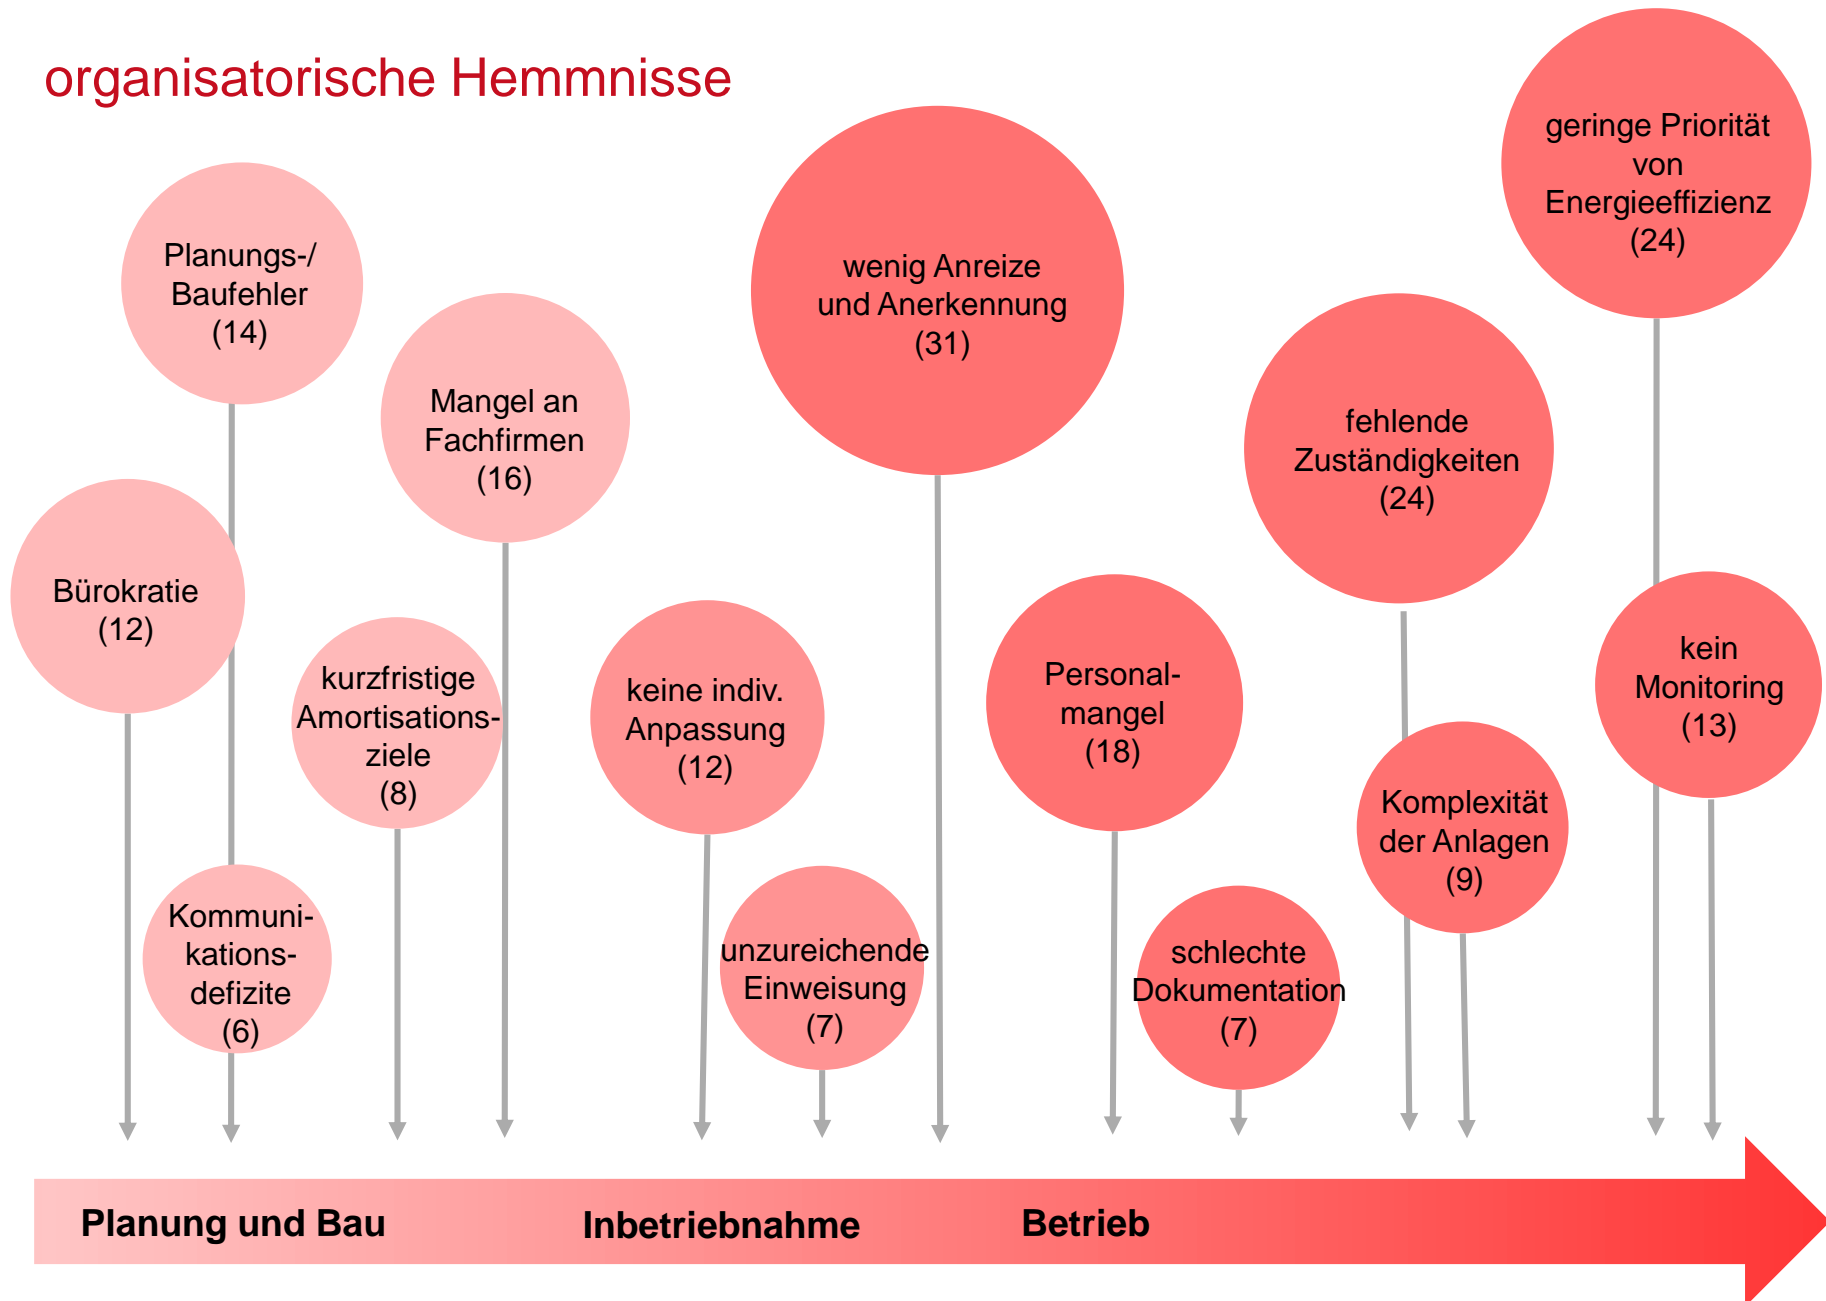 organisatorische Hemmnisse
Planungs-/
Baufehler
(14)
Bürokratie
(12)
Kommuni-
kations-
defizite
(6)
Mangel an
Fachfirmen
(16)
kurzfristige
Amortisations-
ziele
(8)
keine indiv.
Anpassung
(12)
unzureichende
Einweisung
(7)
wenig Anreize
und Anerkennung
(31)
Personal-
mangel
(18)
schlechte
Dokumentation
(7)
fehlende
Zuständigkeiten
(24)
Komplexität
der Anlagen
(9)
geringe Priorität
von
Energieeffizienz
(24)
kein
Monitoring
(13)
Planung und Bau
Inbetriebnahme
Betrieb